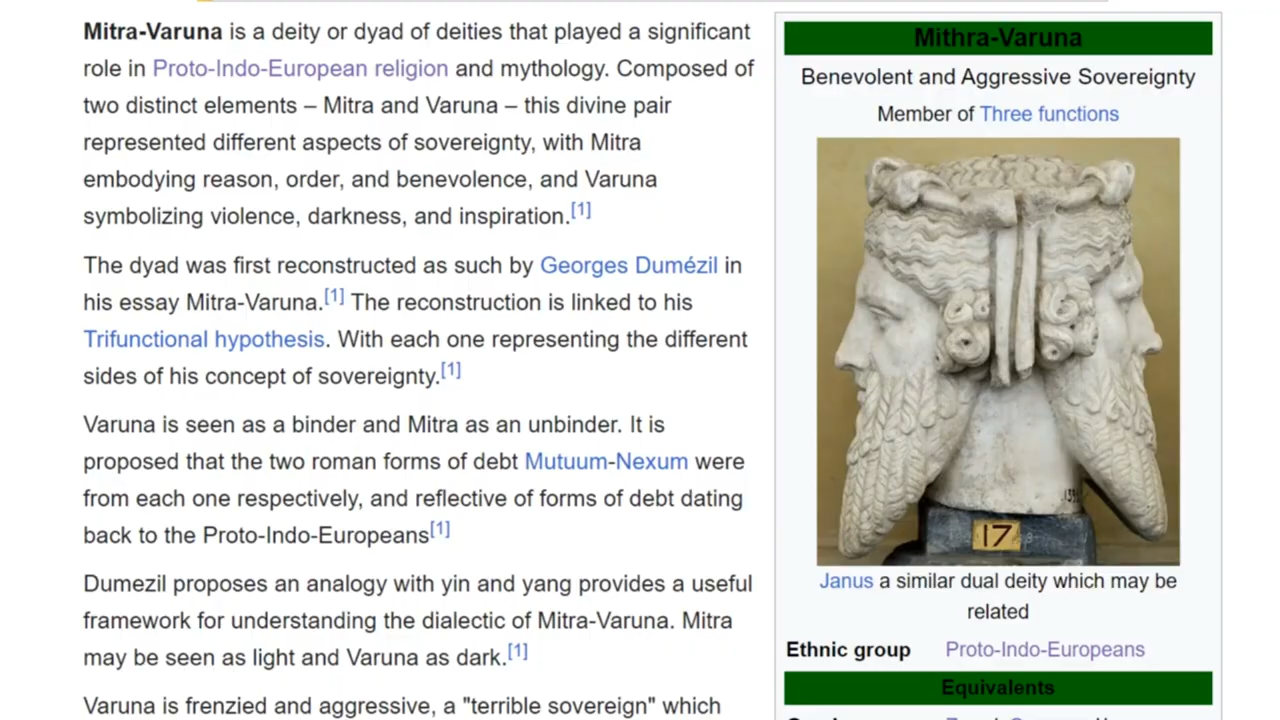 Mitra-Varuna is a deity or dyad of deities that played a significant
role in Proto-Indo-European religion and mythology. Composed of
two distinct elements – Mitra and Varuna – this divine pair
represented different aspects of sovereignty, with Mitra
embodying reason, order, and benevolence, and Varuna
symbolizing violence, darkness, and inspiration.[1]
The dyad was first reconstructed as such by Georges Dumézil in
his essay Mitra-Varuna.[1] The reconstruction is linked to his
Trifunctional hypothesis. With each one representing the different
sides of his concept of sovereignty.[1]
Varuna is seen as a binder and Mitra as an unbinder. It is
proposed that the two roman forms of debt Mutuum-Nexum were
from each one respectively, and reflective of forms of debt dating
back to the Proto-Indo-Europeans[1]
Dumezil proposes an analogy with yin and yang provides a useful
framework for understanding the dialectic of Mitra-Varuna. Mitra
may be seen as light and Varuna as dark.[1]
Varuna is frenzied and aggressive, a "terrible sovereign" which
Mithra-Varuna
Benevolent and Aggressive Sovereignty
Member of Three functions
17
Janus a similar dual deity which may be
related
Ethnic group Proto-Indo-Europeans
Equivalents